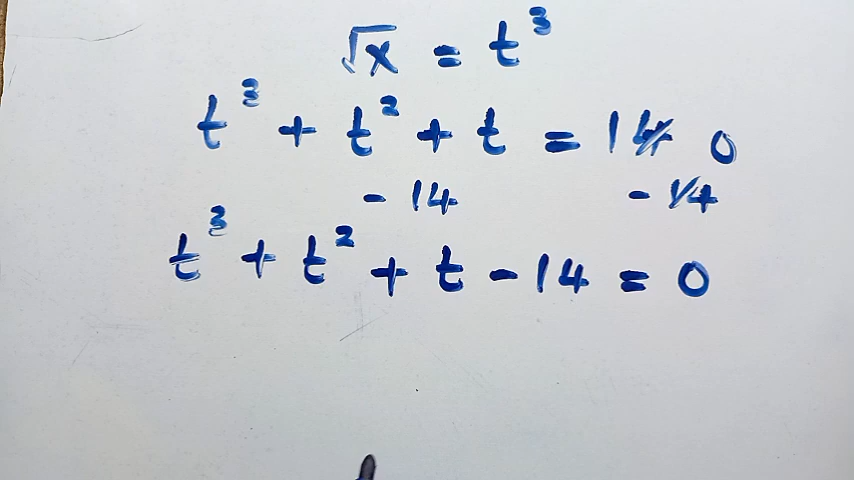 √x = t³
t³ + t² + t = 14 0
- 14 - 14
t³ + t² + t - 14 = 0